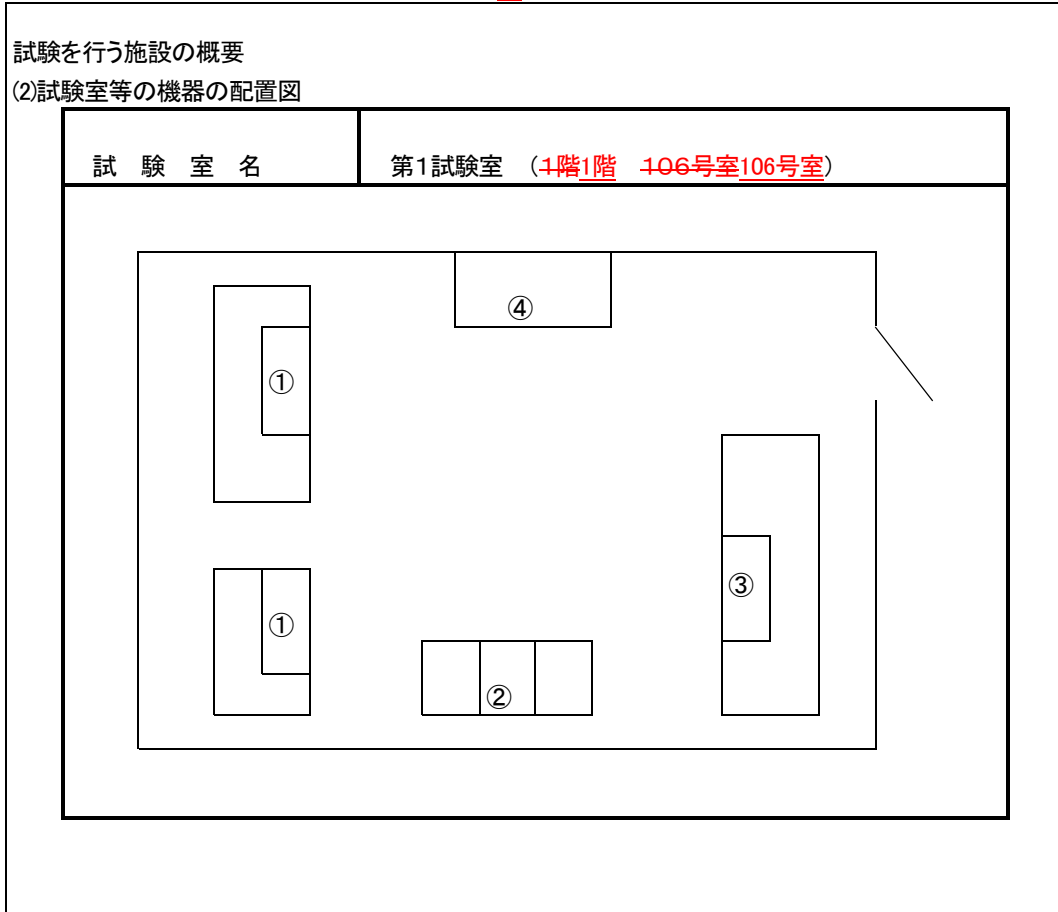 試験を行う施設の概要
(2)試験室等の機器の配置図
試 験 室 名 第1試験室 (1階1階 106号室106号室)
④
①
③
①
②